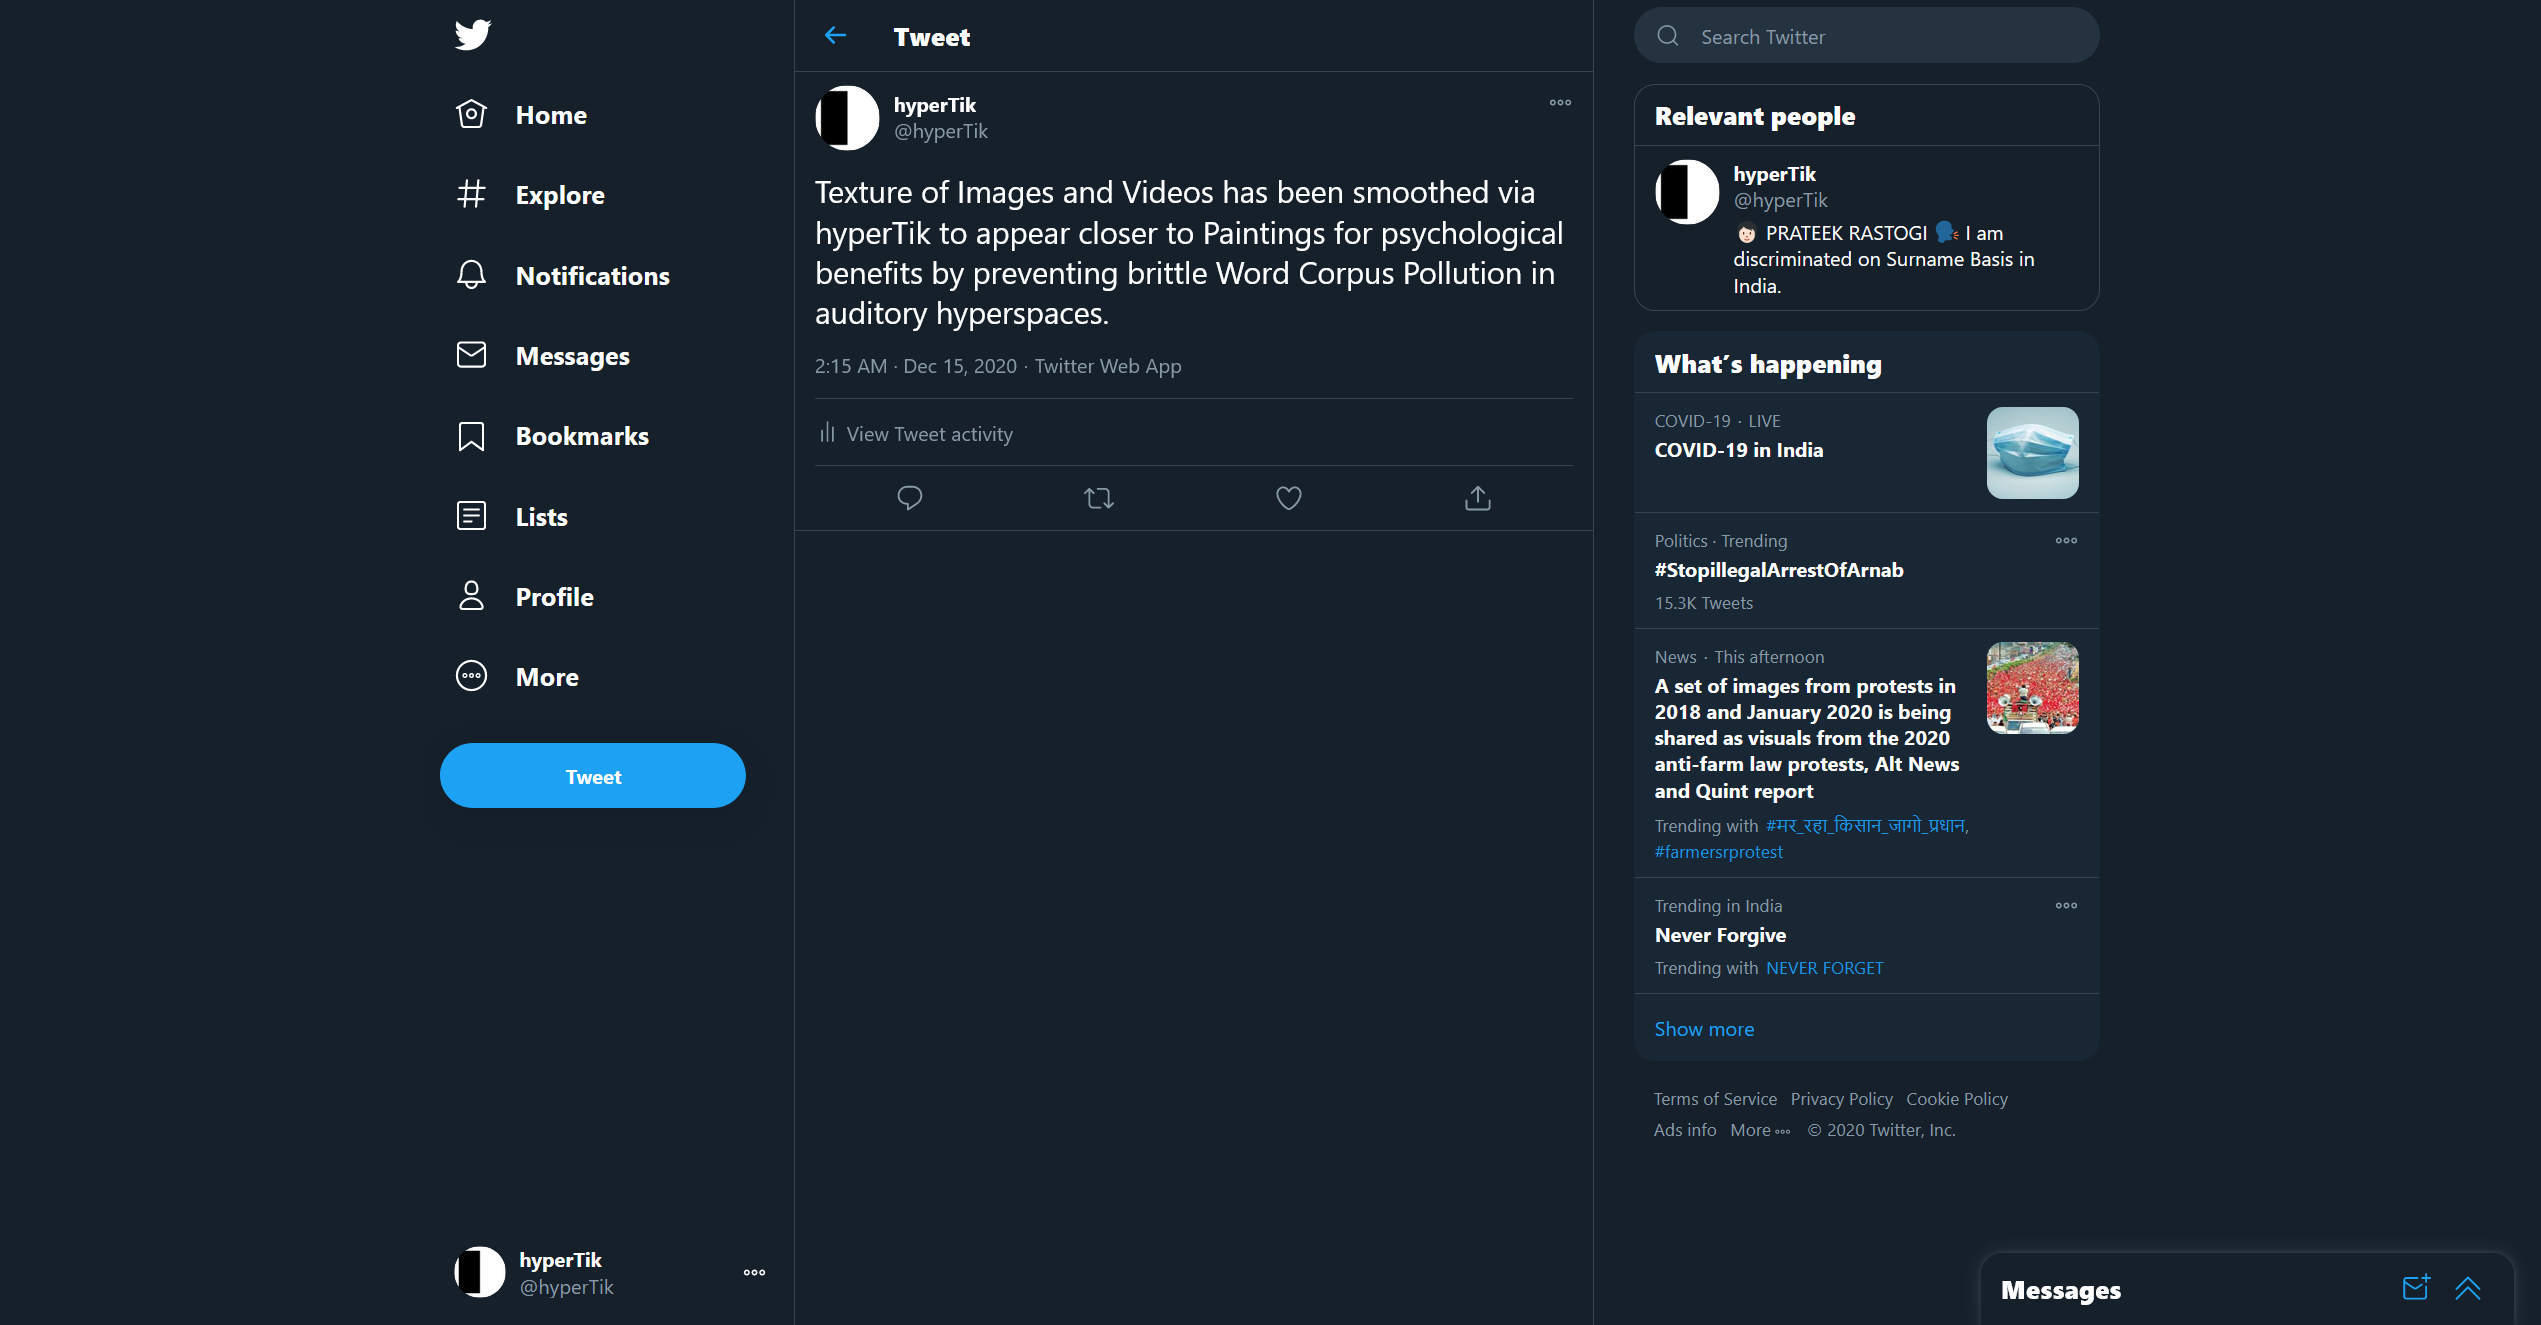 Home
Explore
Notifications
Messages
Bookmarks
Lists
Profile
More
Tweet
hyperTik
@hyperTik
Tweet
hyperTik
@hyperTik
Texture of Images and Videos has been smoothed via
hyperTik to appear closer to Paintings for psychological
benefits by preventing brittle Word Corpus Pollution in
auditory hyperspaces.
2:15 AM · Dec 15, 2020 · Twitter Web App
View Tweet activity
Search Twitter
Relevant people
hyperTik
@hyperTik
PRATEEK RASTOGI I am
discriminated on Surname Basis in
India.
What's happening
COVID-19 · LIVE
COVID-19 in India
Politics · Trending
#StopillegalArrestOfArnab
15.3K Tweets
News · This afternoon
A set of images from protests in
2018 and January 2020 is being
shared as visuals from the 2020
anti-farm law protests, Alt News
and Quint report
Trending with #मर_रहा_किसान_जागो_प्रधान,
#farmersrprotest
Trending in India
Never Forgive
Trending with NEVER FORGET
Show more
Terms of Service Privacy Policy Cookie Policy
Ads info More © 2020 Twitter, Inc.
Messages